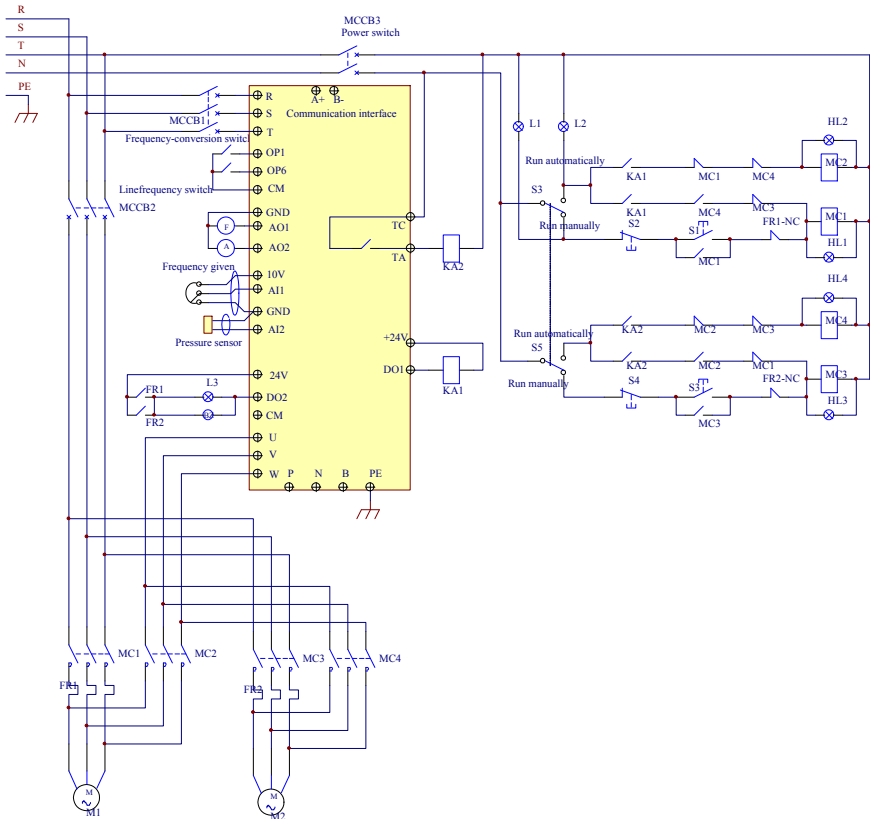 R
S
T
N
PE
MCCB3
Power switch
MCCB1
Frequency-conversion switch
R
S
T
A+
B-
Communication interface
OP1
OP6
CM
Linefrequency switch
MCCB2
GND
F
AO1
A
AO2
Frequency given
10V
AI1
GND
AI2
Pressure sensor
TC
TA
KA2
+24V
DO1
KA1
24V
FR1
L3
DO2
FR2
CM
U
V
W
P
N
B
PE
L1
L2
HL2
Run automatically
KA1
MC1
MC4
MC2
S3
KA1
MC4
MC3
MC1
Run manually
S2
S1
FR1-NC
MC1
HL1
HL4
Run automatically
KA2
MC2
MC3
MC4
S5
KA2
MC2
MC1
MC3
Run manually
S4
S3
FR2-NC
MC3
HL3
MC1
MC2
MC3
MC4
FR1
FR2
M
M1
M
M2